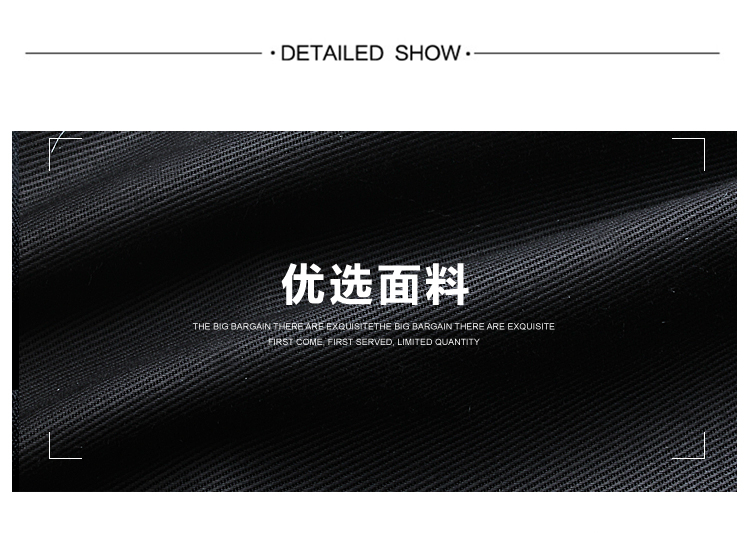 ·DETAILED SHOW·
优选面料
THE BIG BARGAIN THERE ARE EXQUISITETHE BIG BARGAIN THERE ARE EXQUISITE
FIRST COME, FIRST SERVED, LIMITED QUANTITY